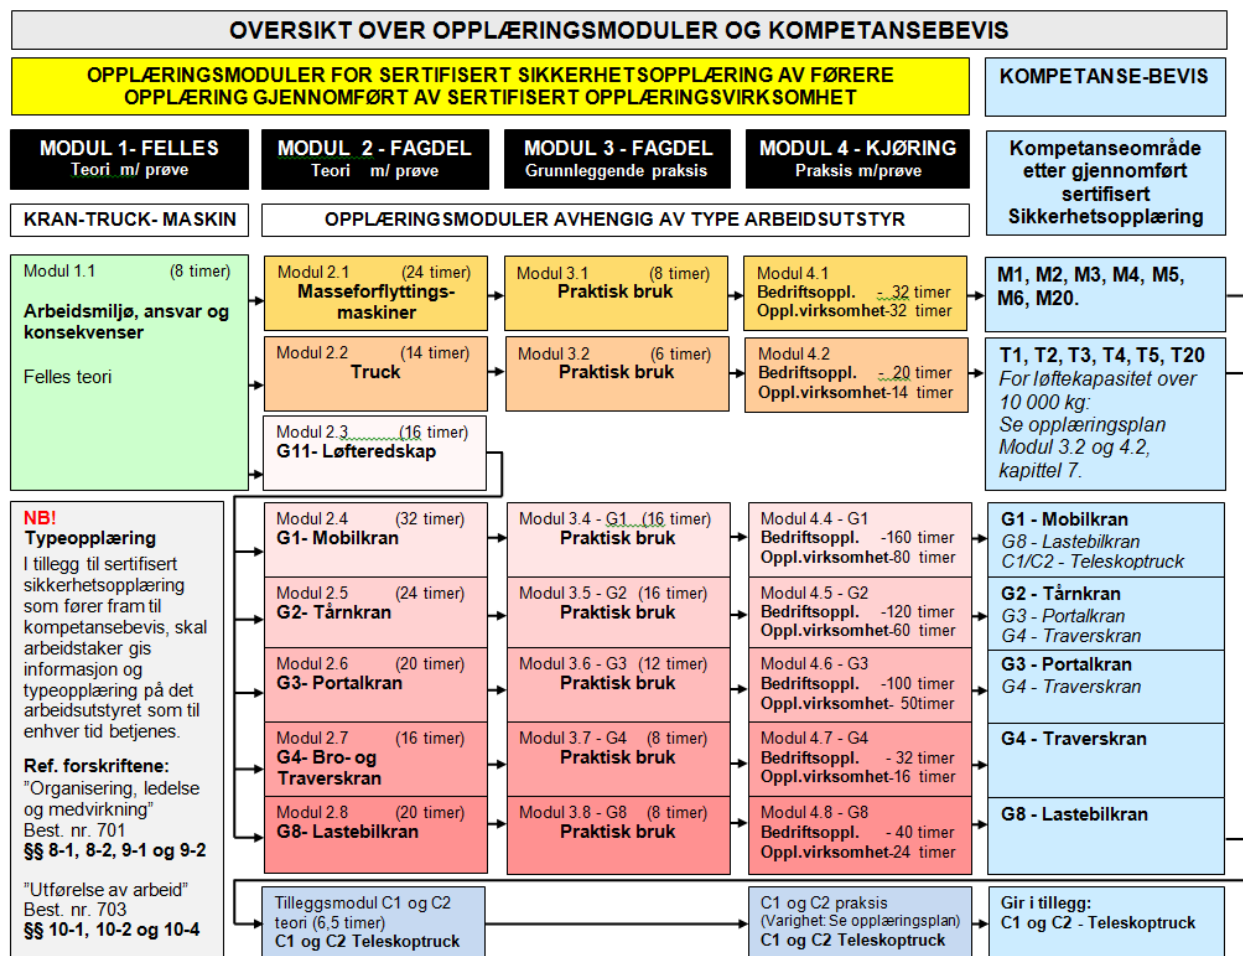 OVERSIKT OVER OPPLÆRINGSMODULER OG KOMPETANSEBEVIS
OPPLÆRINGSMODULER FOR SERTIFISERT SIKKERHETSOPPLÆRING AV FØRERE
OPPLÆRING GJENNOMFØRT AV SERTIFISERT OPPLÆRINGSVIRKSOMHET
KOMPETANSE-BEVIS
MODUL 1- FELLES
Teori m/ prøve
MODUL 2 - FAGDEL
Teori m/ prøve
MODUL 3 - FAGDEL
Grunnleggende praksis
MODUL 4 - KJØRING
Praksis m/prøve
Kompetanseområde
etter gjennomført
sertifisert
Sikkerhetsopplæring
KRAN-TRUCK- MASKIN
OPPLÆRINGSMODULER AVHENGIG AV TYPE ARBEIDSUTSTYR
Modul 1.1 (8 timer)
Arbeidsmiljø, ansvar og
konsekvenser
Felles teori
Modul 2.1 (24 timer)
Masseforflyttings-
maskiner
Modul 3.1 (8 timer)
Praktisk bruk
Modul 4.1
Bedriftsoppl. - 32 timer
Oppl.virksomhet-32 timer
M1, M2, M3, M4, M5,
M6, M20.
Modul 2.2 (14 timer)
Truck
Modul 3.2 (6 timer)
Praktisk bruk
Modul 4.2
Bedriftsoppl. - 20 timer
Oppl.virksomhet-14 timer
T1, T2, T3, T4, T5, T20
For løftekapasitet over
10 000 kg:
Se opplæringsplan
Modul 3.2 og 4.2,
kapittel 7.
Modul 2.3 (16 timer)
G11- Løfteredskap
NB!
Typeopplæring
I tillegg til sertifisert
sikkerhetsopplæring
som fører fram til
kompetansebevis, skal
arbeidstaker gis
informasjon og
typeopplæring på det
arbeidsutstyret som til
enhver tid betjenes.
Ref. forskriftene:
"Organisering, ledelse
og medvirkning"
Best. nr. 701
§§ 8-1, 8-2, 9-1 og 9-2
"Utførelse av arbeid"
Best. nr. 703
§§ 10-1, 10-2 og 10-4
Modul 2.4 (32 timer)
G1- Mobilkran
Modul 3.4 - G1 (16 timer)
Praktisk bruk
Modul 4.4 - G1
Bedriftsoppl. -160 timer
Oppl.virksomhet-80 timer
G1 - Mobilkran
G8 - Lastebilkran
C1/C2 - Teleskoptruck
Modul 2.5 (24 timer)
G2- Tårnkran
Modul 3.5 - G2 (16 timer)
Praktisk bruk
Modul 4.5 - G2
Bedriftsoppl. -120 timer
Oppl.virksomhet-60 timer
G2 - Tårnkran
G3 - Portalkran
G4 - Traverskran
Modul 2.6 (20 timer)
G3- Portalkran
Modul 3.6 - G3 (12 timer)
Praktisk bruk
Modul 4.6 - G3
Bedriftsoppl. -100 timer
Oppl.virksomhet- 50timer
G3 - Portalkran
G4 - Traverskran
Modul 2.7 (16 timer)
G4- Bro- og
Traverskran
Modul 3.7 - G4 (8 timer)
Praktisk bruk
Modul 4.7 - G4
Bedriftsoppl. - 32 timer
Oppl.virksomhet-16 timer
G4 - Traverskran
Modul 2.8 (20 timer)
G8- Lastebilkran
Modul 3.8 - G8 (8 timer)
Praktisk bruk
Modul 4.8 - G8
Bedriftsoppl. - 40 timer
Oppl.virksomhet-24 timer
G8 - Lastebilkran
Tilleggsmodul C1 og C2
teori (6,5 timer)
C1 og C2 Teleskoptruck
C1 og C2 praksis
(Varighet: Se opplæringsplan)
C1 og C2 Teleskoptruck
Gir i tillegg:
C1 og C2 - Teleskoptruck